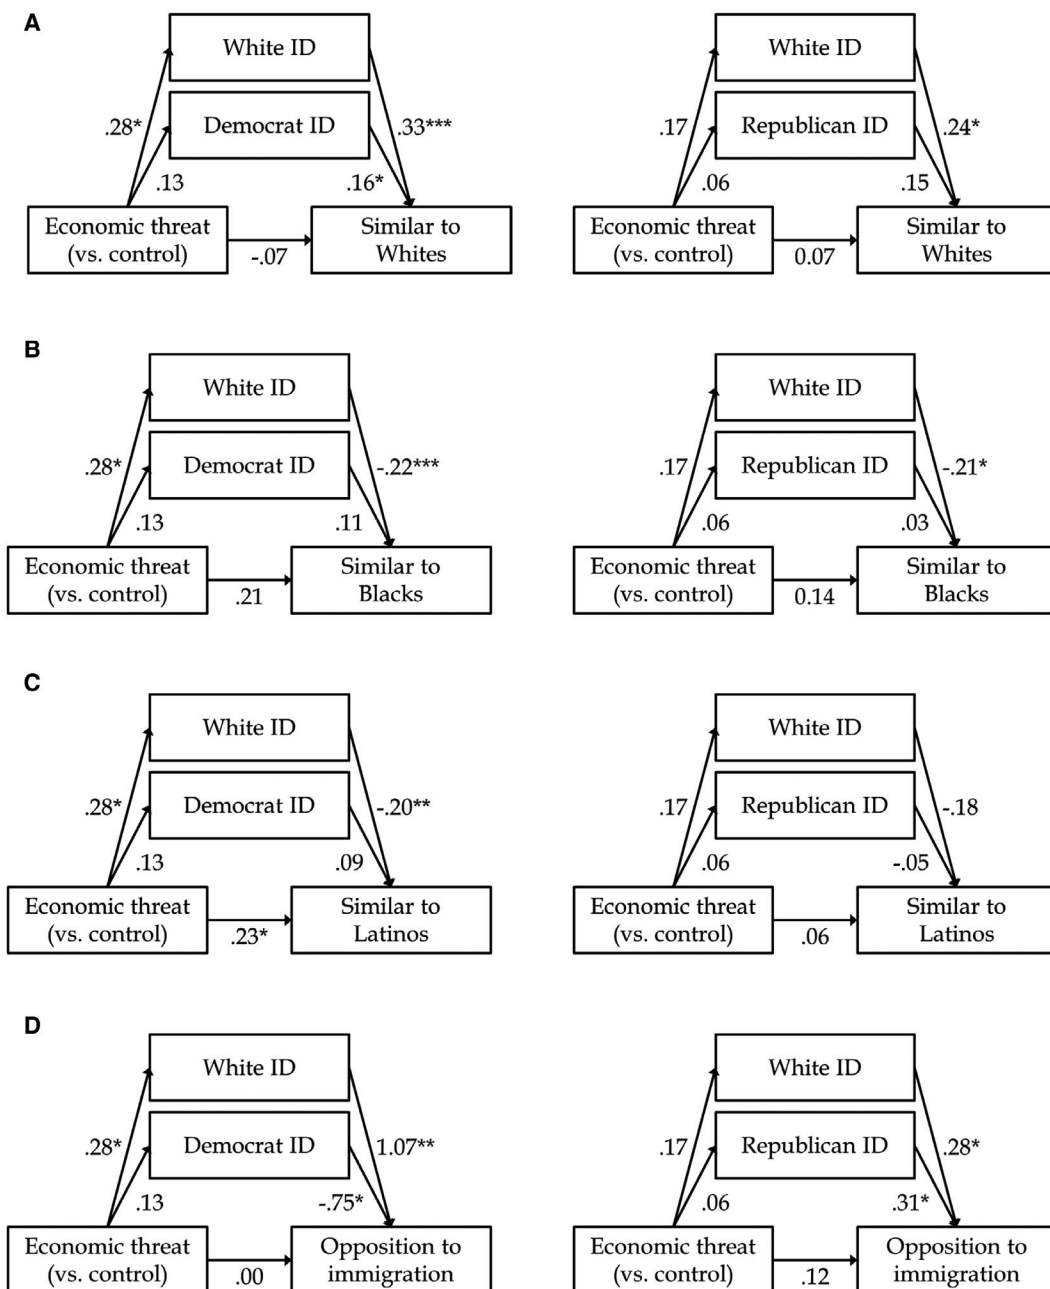 A
White ID
White ID
.28*
Democrat ID
.33***
.17
Republican ID
.24*
.13
.16*
.06
.15
Economic threat
(vs. control)
-.07
Similar to
Whites
Economic threat
(vs. control)
0.07
Similar to
Whites
B
White ID
White ID
.28*
Democrat ID
-.22***
.17
Republican ID
-.21*
.13
.11
.06
.03
Economic threat
(vs. control)
.21
Similar to
Blacks
Economic threat
(vs. control)
0.14
Similar to
Blacks
C
White ID
White ID
.28*
Democrat ID
-.20**
.17
Republican ID
-.18
.13
.09
.06
-.05
Economic threat
(vs. control)
.23*
Similar to
Latinos
Economic threat
(vs. control)
.06
Similar to
Latinos
D
White ID
White ID
.28*
Democrat ID
1.07**
.17
Republican ID
.28*
.13
-.75*
.06
.31*
Economic threat
(vs. control)
.00
Opposition to
immigration
Economic threat
(vs. control)
.12
Opposition to
immigration